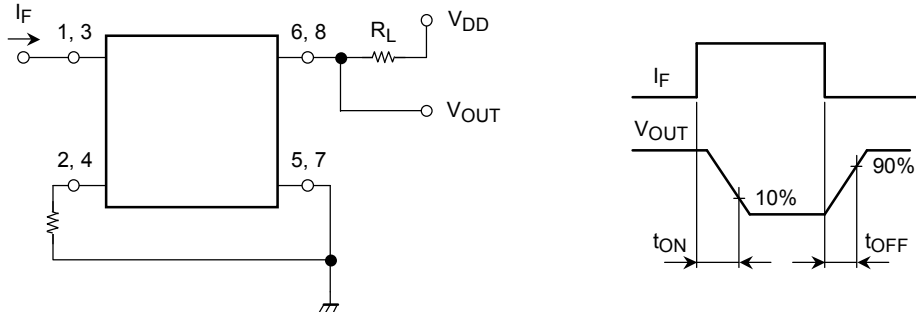 IF
1, 3
6, 8
RL
VDD
VOUT
2, 4
5, 7
IF
VOUT
10%
90%
tON
tOFF